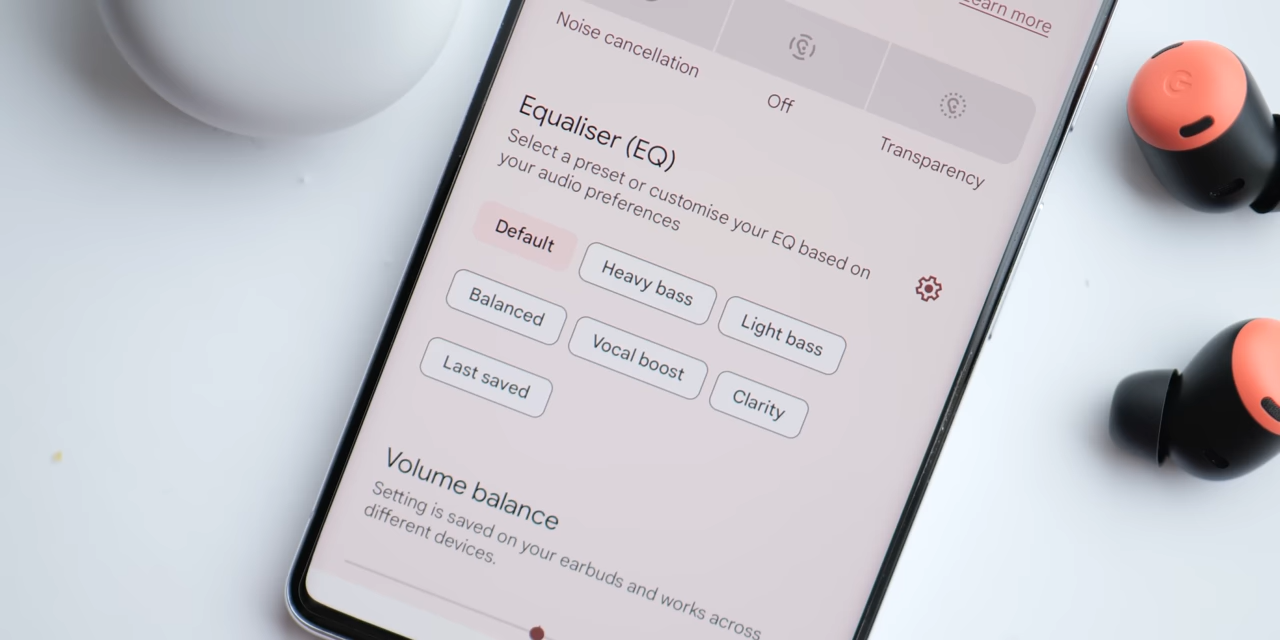 Learn more
Noise cancellation
Off
Transparency
Equaliser (EQ)
Select a preset or customise your EQ based on
your audio preferences
Default
Heavy bass
Light bass
Balanced
Vocal boost
Clarity
Last saved
Volume balance
Setting is saved on your earbuds and works across
different devices.
G